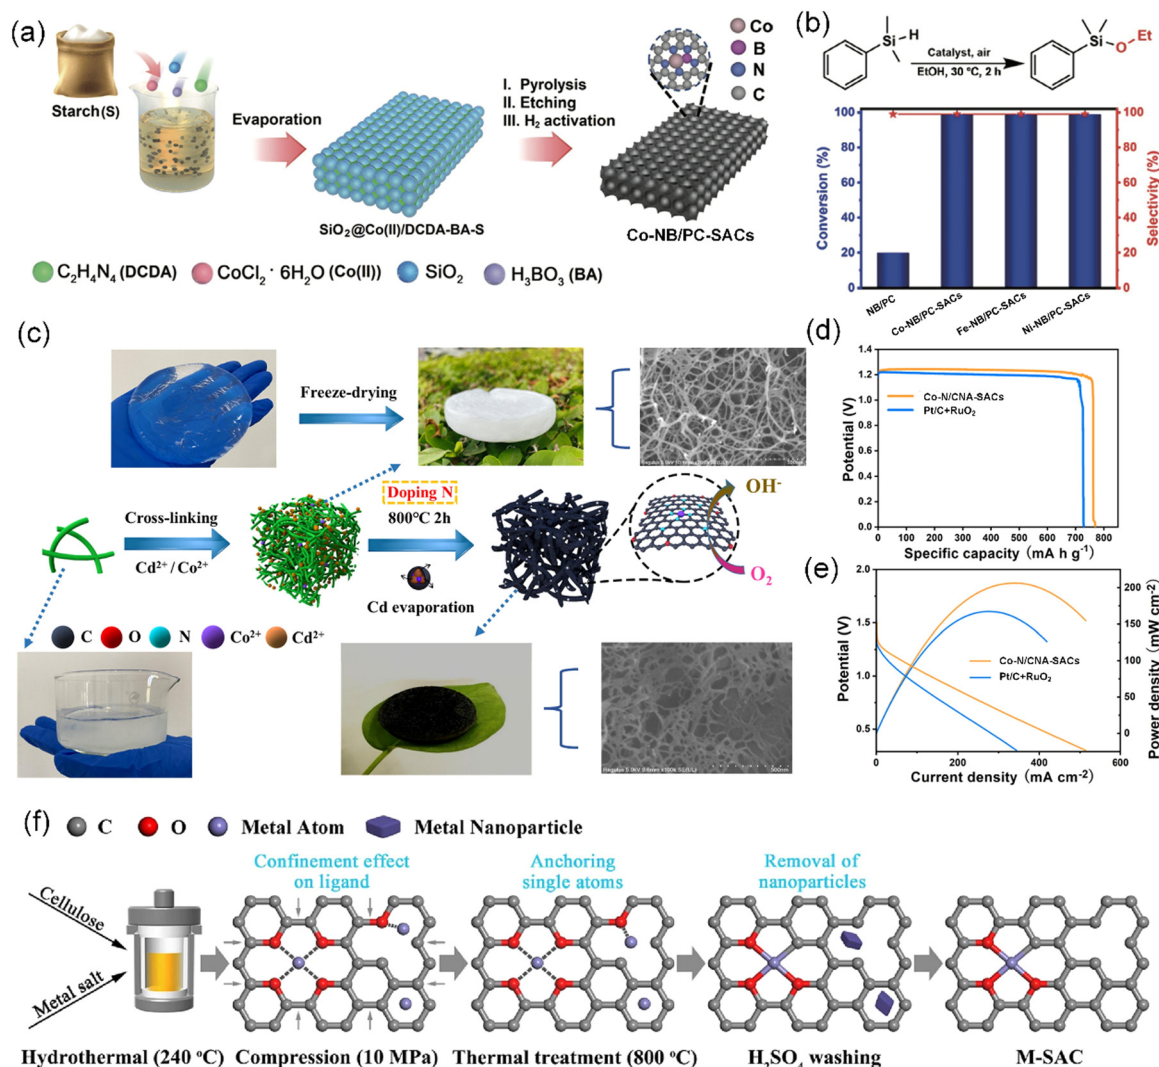 (a)
Starch(S)
Evaporation
I. Pyrolysis
II. Etching
III. H₂ activation
Co
B
N
C
SiO₂@Co(II)/DCDA-BA-S
Co-NB/PC-SACs
C₂H₄N₄ (DCDA)
CoCl₂ · 6H₂O (Co(II))
SiO₂
H₃BO₃ (BA)
(b)
Si
H
Catalyst, air
EtOH, 30 °C, 2 h
Si
O
Et
Conversion (%)
100
80
60
40
20
0
Selectivity (%)
100
80
60
40
20
0
NB/PC
Co-NB/PC-SACs
Fe-NB/PC-SACs
Ni-NB/PC-SACs
(c)
Freeze-drying
Cross-linking
Cd²⁺ / Co²⁺
Doping N
800°C 2h
Cd evaporation
OH⁻
O₂
C
O
N
Co²⁺
Cd²⁺
(d)
Potential (V)
1.4
1.2
0.9
0.6
0.3
0.0
Co-N/CNA-SACs
Pt/C+RuO₂
0 100 200 300 400 500 600 700 800
Specific capacity (mA h g⁻¹)
(e)
Potential (V)
2.0
1.5
1.0
0.5
Co-N/CNA-SACs
Pt/C+RuO₂
200
150
100
50
0
Power density (mW cm⁻²)
0 200 400 600
Current density (mA cm⁻²)
(f)
C
O
Metal Atom
Metal Nanoparticle
Cellulose
Metal salt
Confinement effect
on ligand
Anchoring
single atoms
Removal of
nanoparticles
Hydrothermal (240 °C)
Compression (10 MPa)
Thermal treatment (800 °C)
H₂SO₄ washing
M-SAC